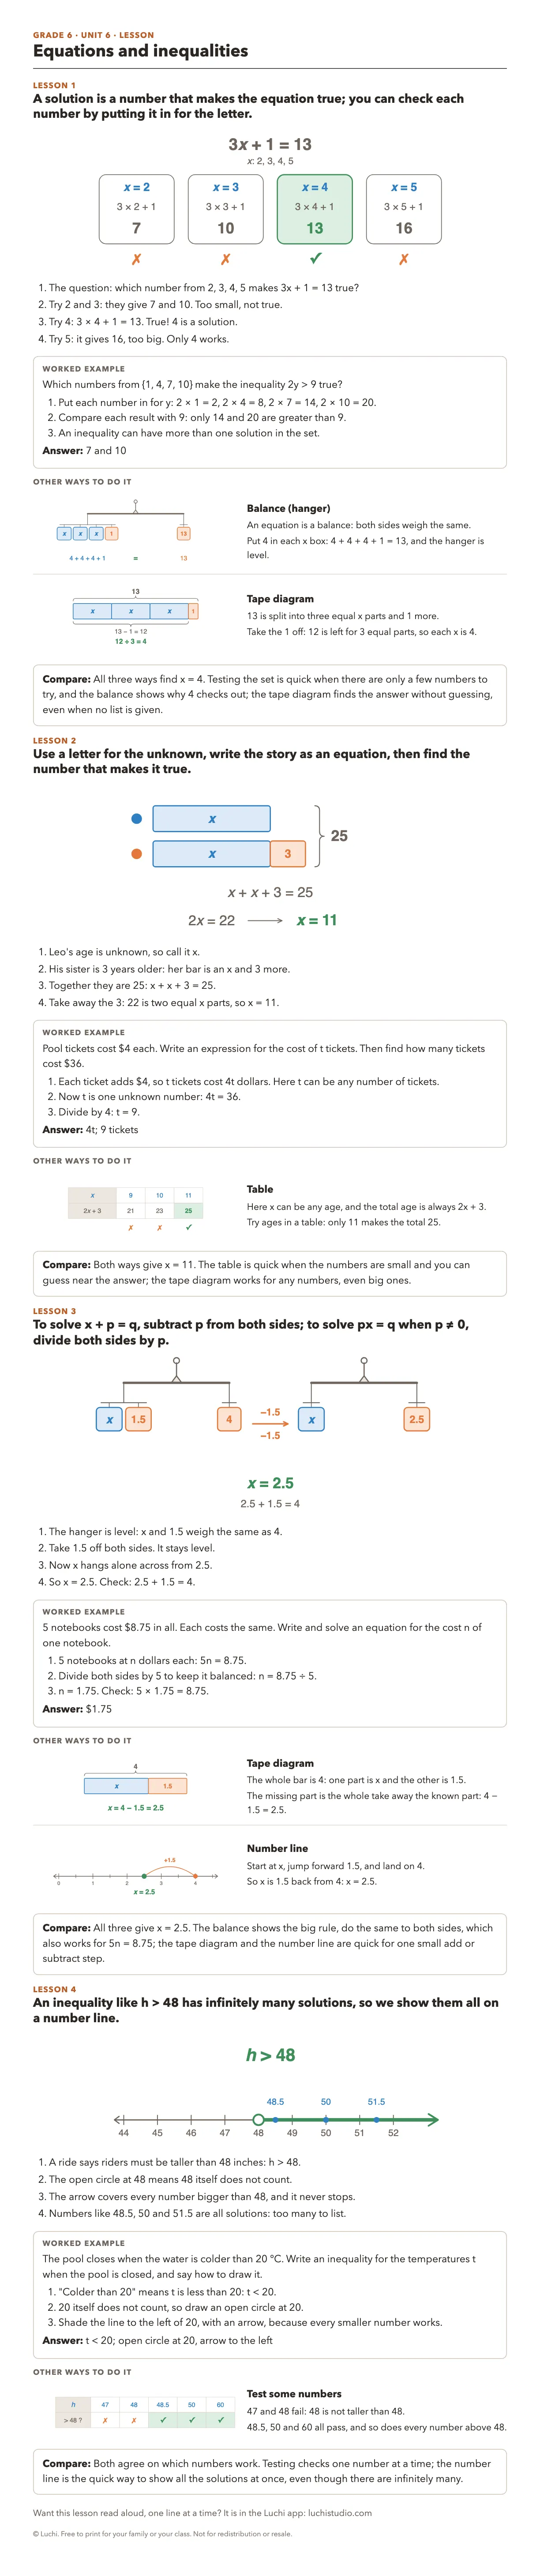 GRADE 6 · UNIT 6 · LESSON
Equations and inequalities
LESSON 1
A solution is a number that makes the equation true; you can check each
number by putting it in for the letter.
3x + 1 = 13
x: 2, 3, 4, 5
x = 2 x = 3 x = 4 x = 5
3 × 2 + 1 3 × 3 + 1 3 × 4 + 1 3 × 5 + 1
7 10 13 16
✗ ✗ ✓ ✗
1. The question: which number from 2, 3, 4, 5 makes 3x + 1 = 13 true?
2. Try 2 and 3: they give 7 and 10. Too small, not true.
3. Try 4: 3 × 4 + 1 = 13. True! 4 is a solution.
4. Try 5: it gives 16, too big. Only 4 works.
WORKED EXAMPLE
Which numbers from {1, 4, 7, 10} make the inequality 2y > 9 true?
1. Put each number in for y: 2 × 1 = 2, 2 × 4 = 8, 2 × 7 = 14, 2 × 10 = 20.
2. Compare each result with 9: only 14 and 20 are greater than 9.
3. An inequality can have more than one solution in the set.
Answer: 7 and 10
OTHER WAYS TO DO IT
x x x 1 13
4 + 4 + 4 + 1 = 13
Balance (hanger)
An equation is a balance: both sides weigh the same.
Put 4 in each x box: 4 + 4 + 4 + 1 = 13, and the hanger is
level.
13
x x x 1
13 − 1 = 12
12 ÷ 3 = 4
Tape diagram
13 is split into three equal x parts and 1 more.
Take the 1 off: 12 is left for 3 equal parts, so each x is 4.
Compare: All three ways find x = 4. Testing the set is quick when there are only a few numbers to
try, and the balance shows why 4 checks out; the tape diagram finds the answer without guessing,
even when no list is given.
LESSON 2
Use a letter for the unknown, write the story as an equation, then find the
number that makes it true.
x
x 3
25
x + x + 3 = 25
2x = 22 ⟶ x = 11
1. Leo's age is unknown, so call it x.
2. His sister is 3 years older: her bar is an x and 3 more.
3. Together they are 25: x + x + 3 = 25.
4. Take away the 3: 22 is two equal x parts, so x = 11.
WORKED EXAMPLE
Pool tickets cost $4 each. Write an expression for the cost of t tickets. Then find how many tickets
cost $36.
1. Each ticket adds $4, so t tickets cost 4t dollars. Here t can be any number of tickets.
2. Now t is one unknown number: 4t = 36.
3. Divide by 4: t = 9.
Answer: 4t; 9 tickets
OTHER WAYS TO DO IT
x 9 10 11
2x + 3 21 23 25
✗ ✗ ✓
Table
Here x can be any age, and the total age is always 2x + 3.
Try ages in a table: only 11 makes the total 25.
Compare: Both ways give x = 11. The table is quick when the numbers are small and you can
guess near the answer; the tape diagram works for any numbers, even big ones.
LESSON 3
To solve x + p = q, subtract p from both sides; to solve px = q when p ≠ 0,
divide both sides by p.
x 1.5 4
−1.5
−1.5
x 2.5
x = 2.5
2.5 + 1.5 = 4
1. The hanger is level: x and 1.5 weigh the same as 4.
2. Take 1.5 off both sides. It stays level.
3. Now x hangs alone across from 2.5.
4. So x = 2.5. Check: 2.5 + 1.5 = 4.
WORKED EXAMPLE
5 notebooks cost $8.75 in all. Each costs the same. Write and solve an equation for the cost n of
one notebook.
1. 5 notebooks at n dollars each: 5n = 8.75.
2. Divide both sides by 5 to keep it balanced: n = 8.75 ÷ 5.
3. n = 1.75. Check: 5 × 1.75 = 8.75.
Answer: $1.75
OTHER WAYS TO DO IT
4
x 1.5
x = 4 − 1.5 = 2.5
Tape diagram
The whole bar is 4: one part is x and the other is 1.5.
The missing part is the whole take away the known part: 4 −
1.5 = 2.5.
+1.5
0 1 2 3 4
x = 2.5
Number line
Start at x, jump forward 1.5, and land on 4.
So x is 1.5 back from 4: x = 2.5.
Compare: All three give x = 2.5. The balance shows the big rule, do the same to both sides, which
also works for 5n = 8.75; the tape diagram and the number line are quick for one small add or
subtract step.
LESSON 4
An inequality like h > 48 has infinitely many solutions, so we show them all on
a number line.
h > 48
48.5 50 51.5
44 45 46 47 48 49 50 51 52
1. A ride says riders must be taller than 48 inches: h > 48.
2. The open circle at 48 means 48 itself does not count.
3. The arrow covers every number bigger than 48, and it never stops.
4. Numbers like 48.5, 50 and 51.5 are all solutions: too many to list.
WORKED EXAMPLE
The pool closes when the water is colder than 20 °C. Write an inequality for the temperatures t
when the pool is closed, and say how to draw it.
1. "Colder than 20" means t is less than 20: t < 20.
2. 20 itself does not count, so draw an open circle at 20.
3. Shade the line to the left of 20, with an arrow, because every smaller number works.
Answer: t < 20; open circle at 20, arrow to the left
OTHER WAYS TO DO IT
h 47 48 48.5 50 60
> 48 ? ✗ ✗ ✓ ✓ ✓
Test some numbers
47 and 48 fail: 48 is not taller than 48.
48.5, 50 and 60 all pass, and so does every number above 48.
Compare: Both agree on which numbers work. Testing checks one number at a time; the number
line is the quick way to show all the solutions at once, even though there are infinitely many.
Want this lesson read aloud, one line at a time? It is in the Luchi app: luchistudio.com
© Luchi. Free to print for your family or your class. Not for redistribution or resale.